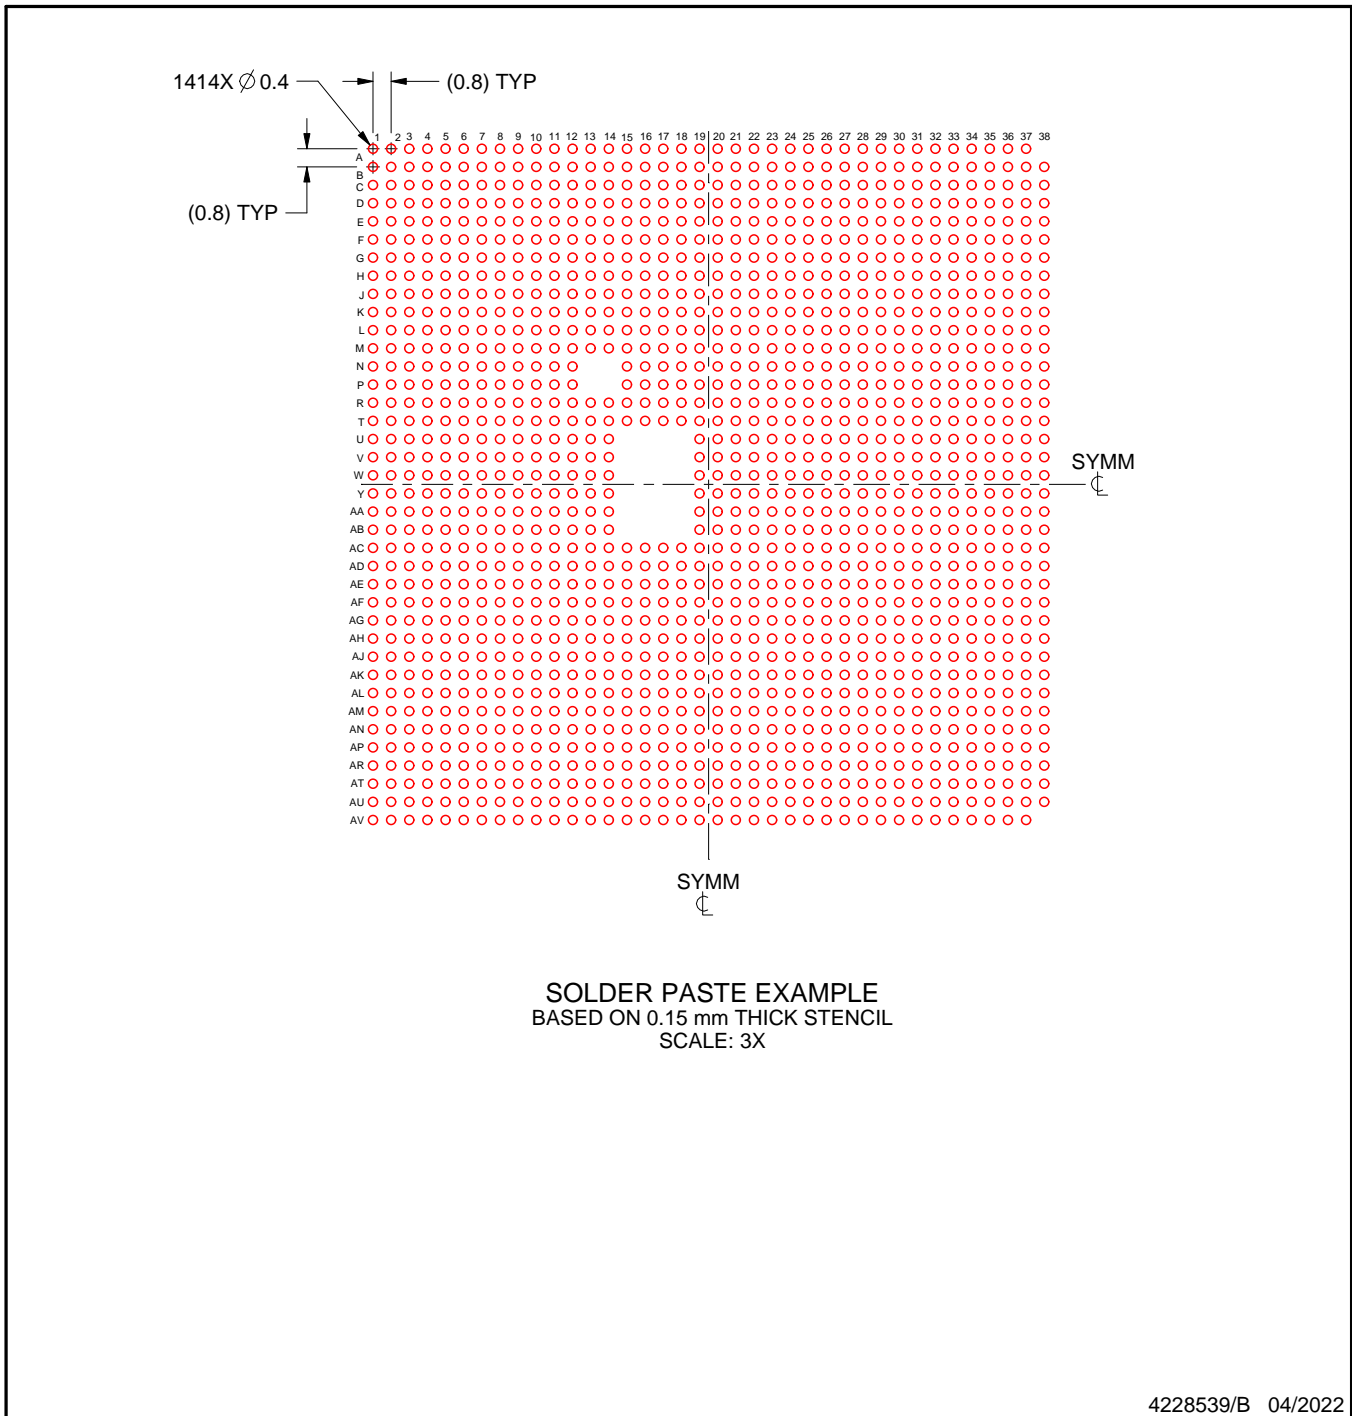 1414X ∅ 0.4
(0.8) TYP
1 2 3 4 5 6 7 8 9 10 11 12 13 14 15 16 17 18 19 20 21 22 23 24 25 26 27 28 29 30 31 32 33 34 35 36 37 38
A
B
C
(0.8) TYP
D
E
F
G
H
J
K
L
M
N
P
R
T
U
V
W
SYMM
℄
Y
AA
AB
AC
AD
AE
AF
AG
AH
AJ
AK
AL
AM
AN
AP
AR
AT
AU
AV
SYMM
℄
SOLDER PASTE EXAMPLE
BASED ON 0.15 mm THICK STENCIL
SCALE: 3X
4228539/B 04/2022